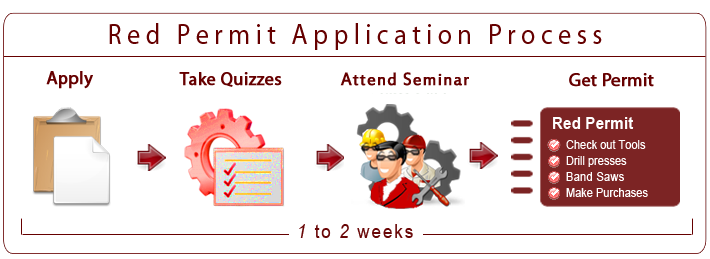 Red Permit Application Process
Apply
Take Quizzes
Attend Seminar
Get Permit
Red Permit
Check out Tools
Drill presses
Band Saws
Make Purchases
1 to 2 weeks